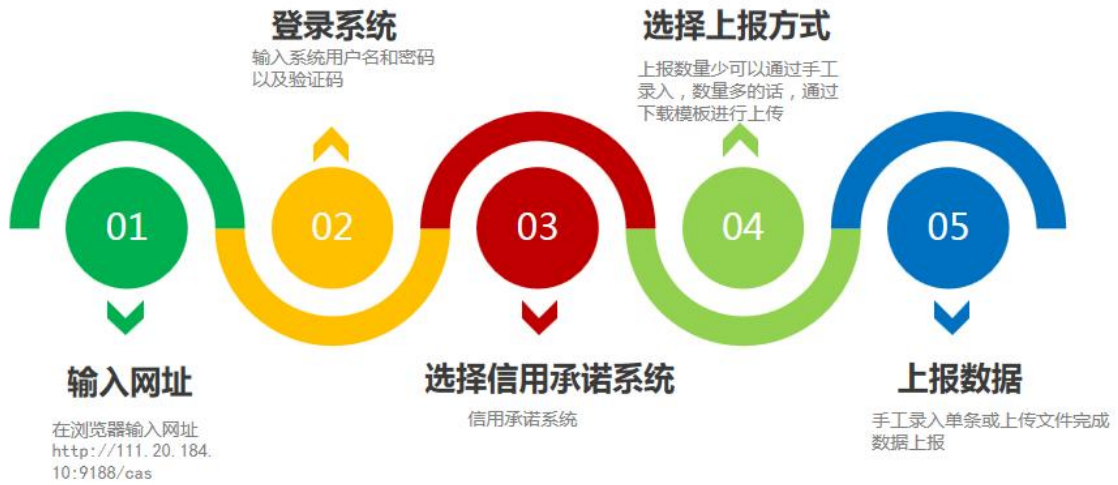 01
输入网址
在浏览器输入网址
http://111.20.184.
10:9188/cas
登录系统
输入系统用户名和密码
以及验证码
02
03
选择信用承诺系统
信用承诺系统
选择上报方式
上报数量少可以通过手工
录入，数量多的话，通过
下载模板进行上传
04
05
上报数据
手工录入单条或上传文件完成
数据上报